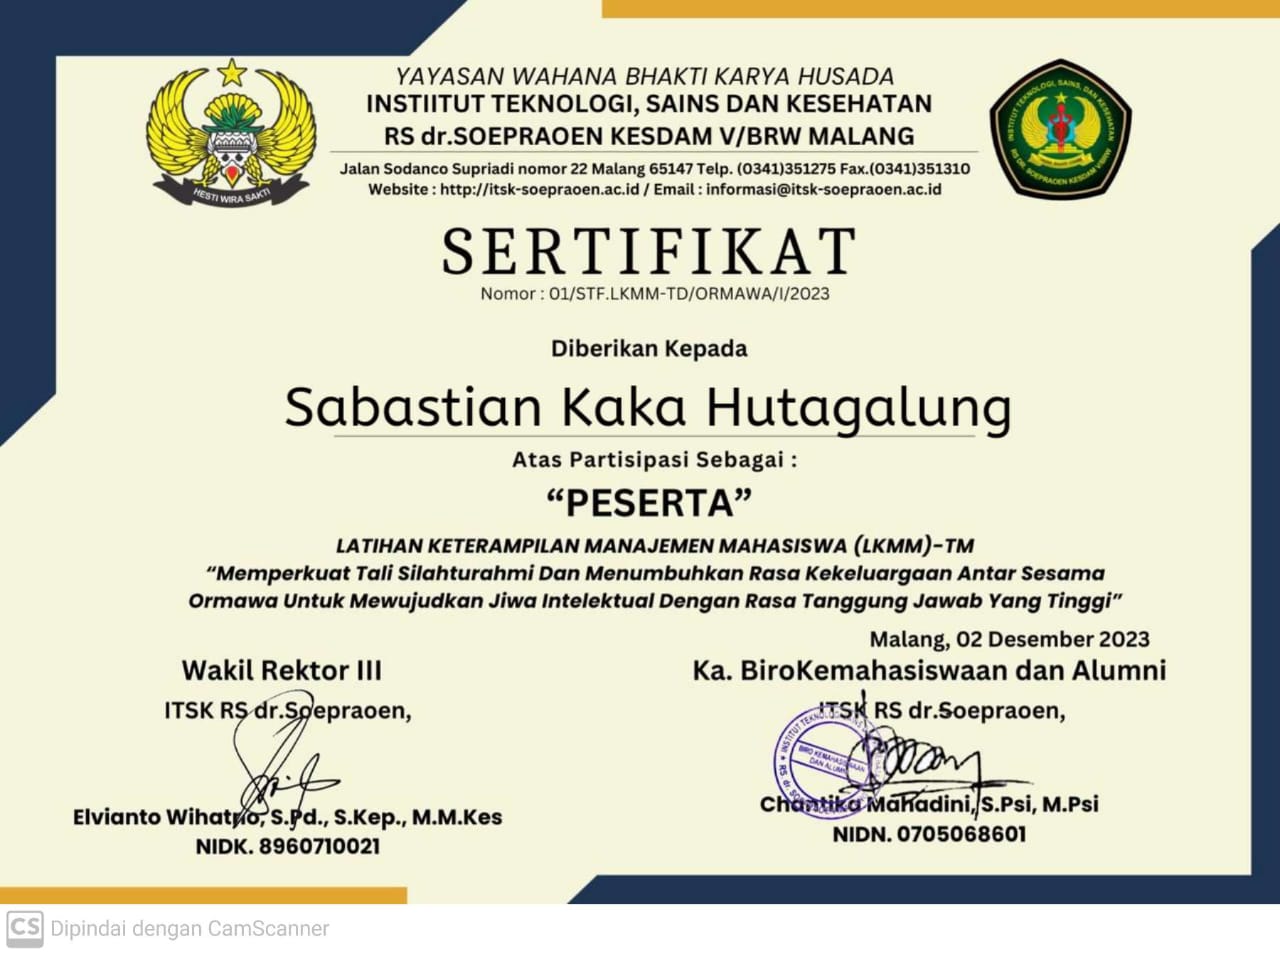 YAYASAN WAHANA BHAKTI KARYA HUSADA
INSTIITUT TEKNOLOGI, SAINS DAN KESEHATAN
RS dr.SOEPRAOEN KESDAM V/BRW MALANG
Jalan Sodanco Supriadi nomor 22 Malang 65147 Telp. (0341)351275 Fax.(0341)351310
Website : http://itsk-soepraoen.ac.id / Email : informasi@itsk-soepraoen.ac.id
HESTI WIRA SAKTI
INSTITUT TEKNOLOGI, SAINS, DAN KESEHATAN
RS DR. SOEPRAOEN KESDAM V/BRAW MALANG
SERTIFIKAT
Nomor : 01/STF.LKMM-TD/ORMAWA/I/2023
Diberikan Kepada
Sabastian Kaka Hutagalung
Atas Partisipasi Sebagai :
“PESERTA”
LATIHAN KETERAMPILAN MANAJEMEN MAHASISWA (LKMM)-TM
“Memperkuat Tali Silahturahmi Dan Menumbuhkan Rasa Kekeluargaan Antar Sesama
Ormawa Untuk Mewujudkan Jiwa Intelektual Dengan Rasa Tanggung Jawab Yang Tinggi”
Malang, 02 Desember 2023
Wakil Rektor III
ITSK RS dr.Soepraoen,
Elvianto Wihatno, S.Pd., S.Kep., M.M.Kes
NIDK. 8960710021
Ka. BiroKemahasiswaan dan Alumni
ITSK RS dr.Soepraoen,
BIRO KEMAHASISWAAN
DAN ALUMNI
Chantika Mahadini, S.Psi, M.Psi
NIDN. 0705068601
CS Dipindai dengan CamScanner